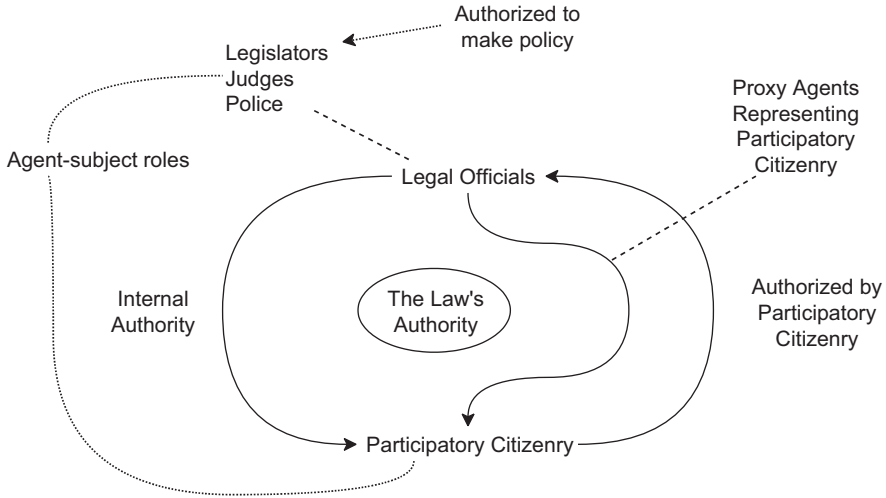 Authorized to
make policy
Legislators
Judges
Police
Proxy Agents
Representing
Participatory
Citizenry
Agent-subject roles
Legal Officials
Internal
Authority
The Law's
Authority
Authorized by
Participatory
Citizenry
Participatory Citizenry